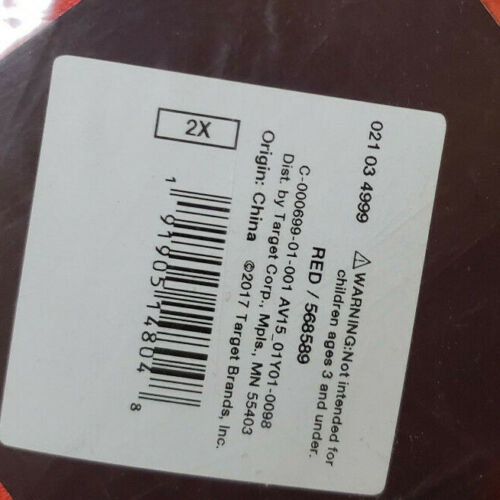 021 03 4999
⚠WARNING:Not intended for
children ages 3 and under.
RED / 568589
C-000699-01-001 AV15_01Y01-0098
Dist. by Target Corp., Mpls., MN 55403
Origin: China ©2017 Target Brands, Inc.
2X
1 91905 14804 8